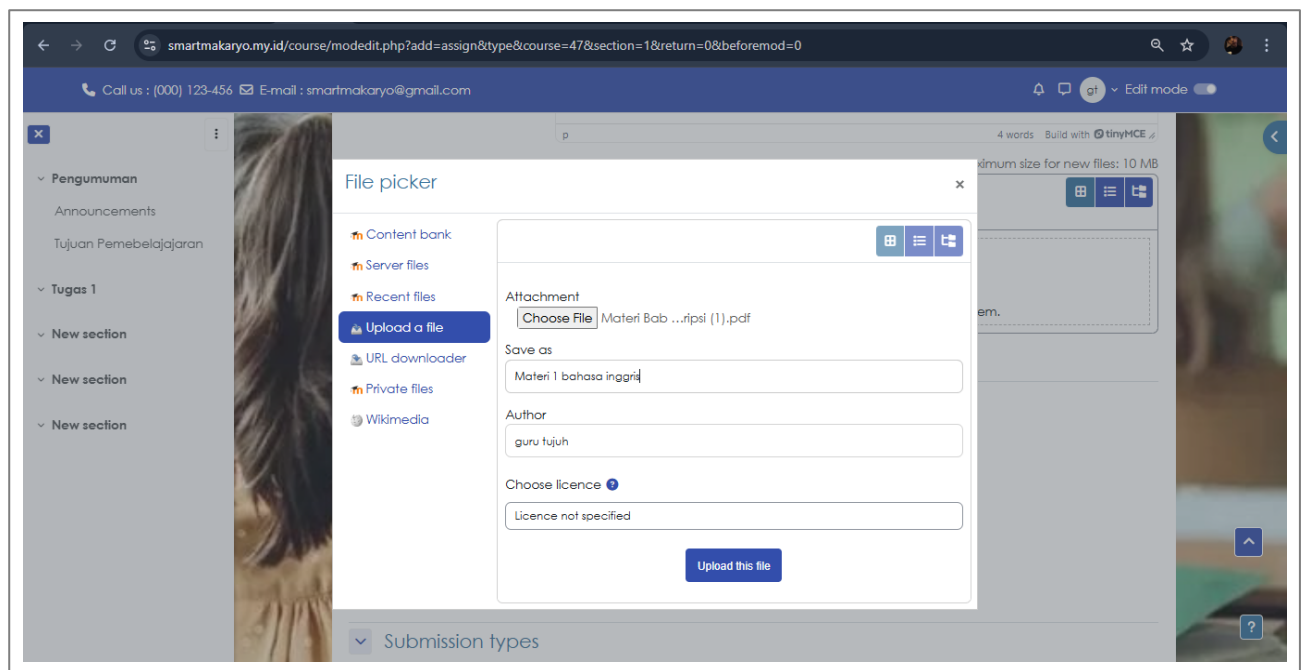 smartmakaryo.my.id/course/modedit.php?add=assign&type&course=47&section=1&return=0&beforemod=0
Call us : (000) 123-456 E-mail : smartmakaryo@gmail.com
gt Edit mode
p 4 words Build with tinyMCE
ximum size for new files: 10 MB
Pengumuman
Announcements
Tujuan Pemebelajajaran
Tugas 1
New section
New section
New section
File picker ×
Content bank
Server files
Recent files
Upload a file
URL downloader
Private files
Wikimedia
Attachment
Choose File Materi Bab ...ripsi (1).pdf
Save as
Materi 1 bahasa inggris
Author
guru tujuh
Choose licence ?
Licence not specified
Upload this file
em.
Submission types
?